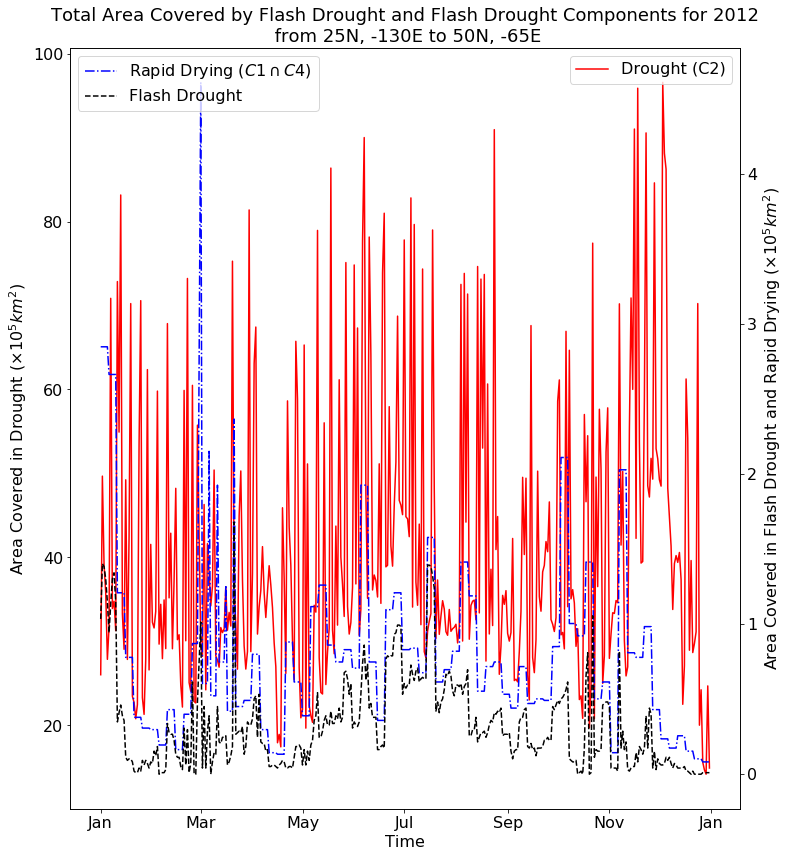 Total Area Covered by Flash Drought and Flash Drought Components for 2012
from 25N, -130E to 50N, -65E
Rapid Drying (C1∩C4)
Flash Drought
Drought (C2)
Area Covered in Drought (×10⁵km²)
100
80
60
40
20
Area Covered in Flash Drought and Rapid Drying (×10⁵km²)
4
3
2
1
0
Jan Mar May Jul Sep Nov Jan
Time